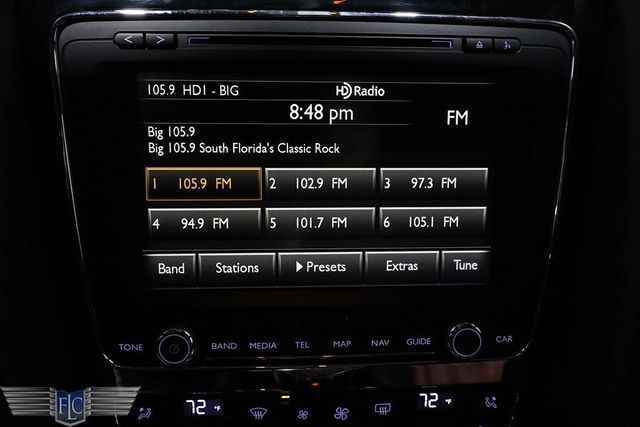 105.9 HD1 - BIG HD Radio
8:48 pm
FM
Big 105.9
Big 105.9 South Florida's Classic Rock
1 105.9 FM 2 102.9 FM 3 97.3 FM
4 94.9 FM 5 101.7 FM 6 105.1 FM
Band Stations Presets Extras Tune
TONE BAND MEDIA TEL MAP NAV GUIDE CAR
72 °F 72 °F
FLC